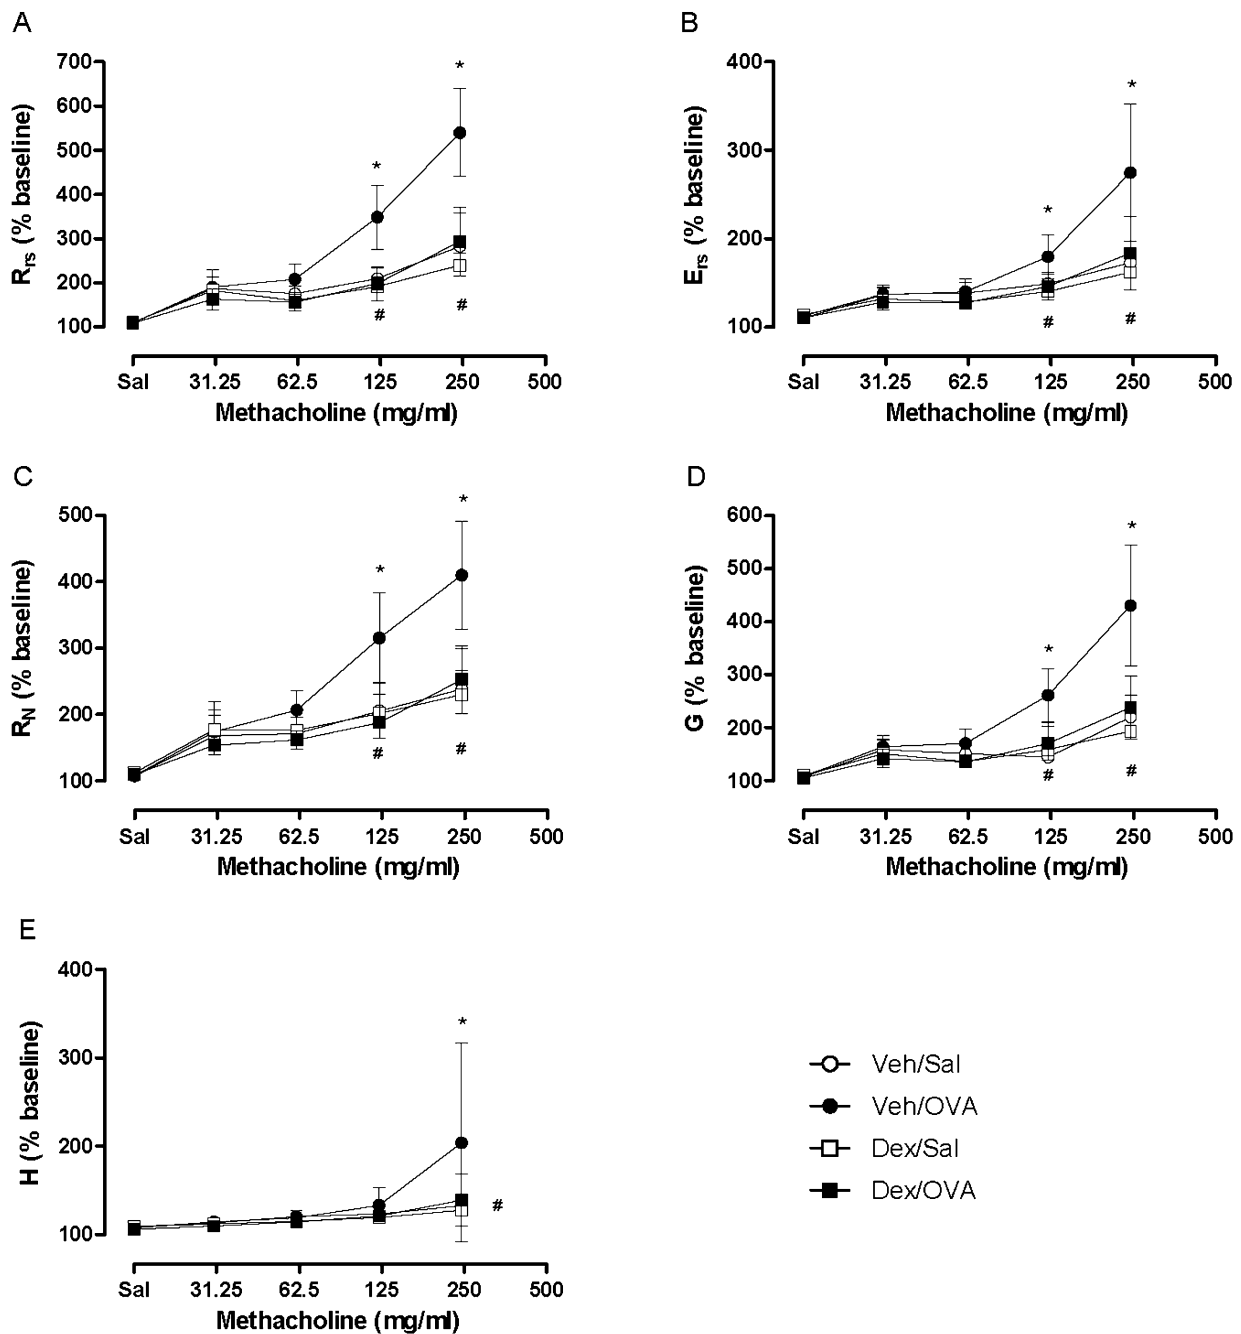 A
B
Rrs (% baseline)
700
600
500
400
300
200
100
*
*
#
#
Sal 31.25 62.5 125 250 500
Methacholine (mg/ml)
Ers (% baseline)
400
300
200
100
*
*
#
#
Sal 31.25 62.5 125 250 500
Methacholine (mg/ml)
C
D
RN (% baseline)
500
400
300
200
100
*
*
#
#
Sal 31.25 62.5 125 250 500
Methacholine (mg/ml)
G (% baseline)
600
500
400
300
200
100
*
*
#
#
Sal 31.25 62.5 125 250 500
Methacholine (mg/ml)
E
H (% baseline)
400
300
200
100
*
#
Sal 31.25 62.5 125 250 500
Methacholine (mg/ml)
Veh/Sal
Veh/OVA
Dex/Sal
Dex/OVA